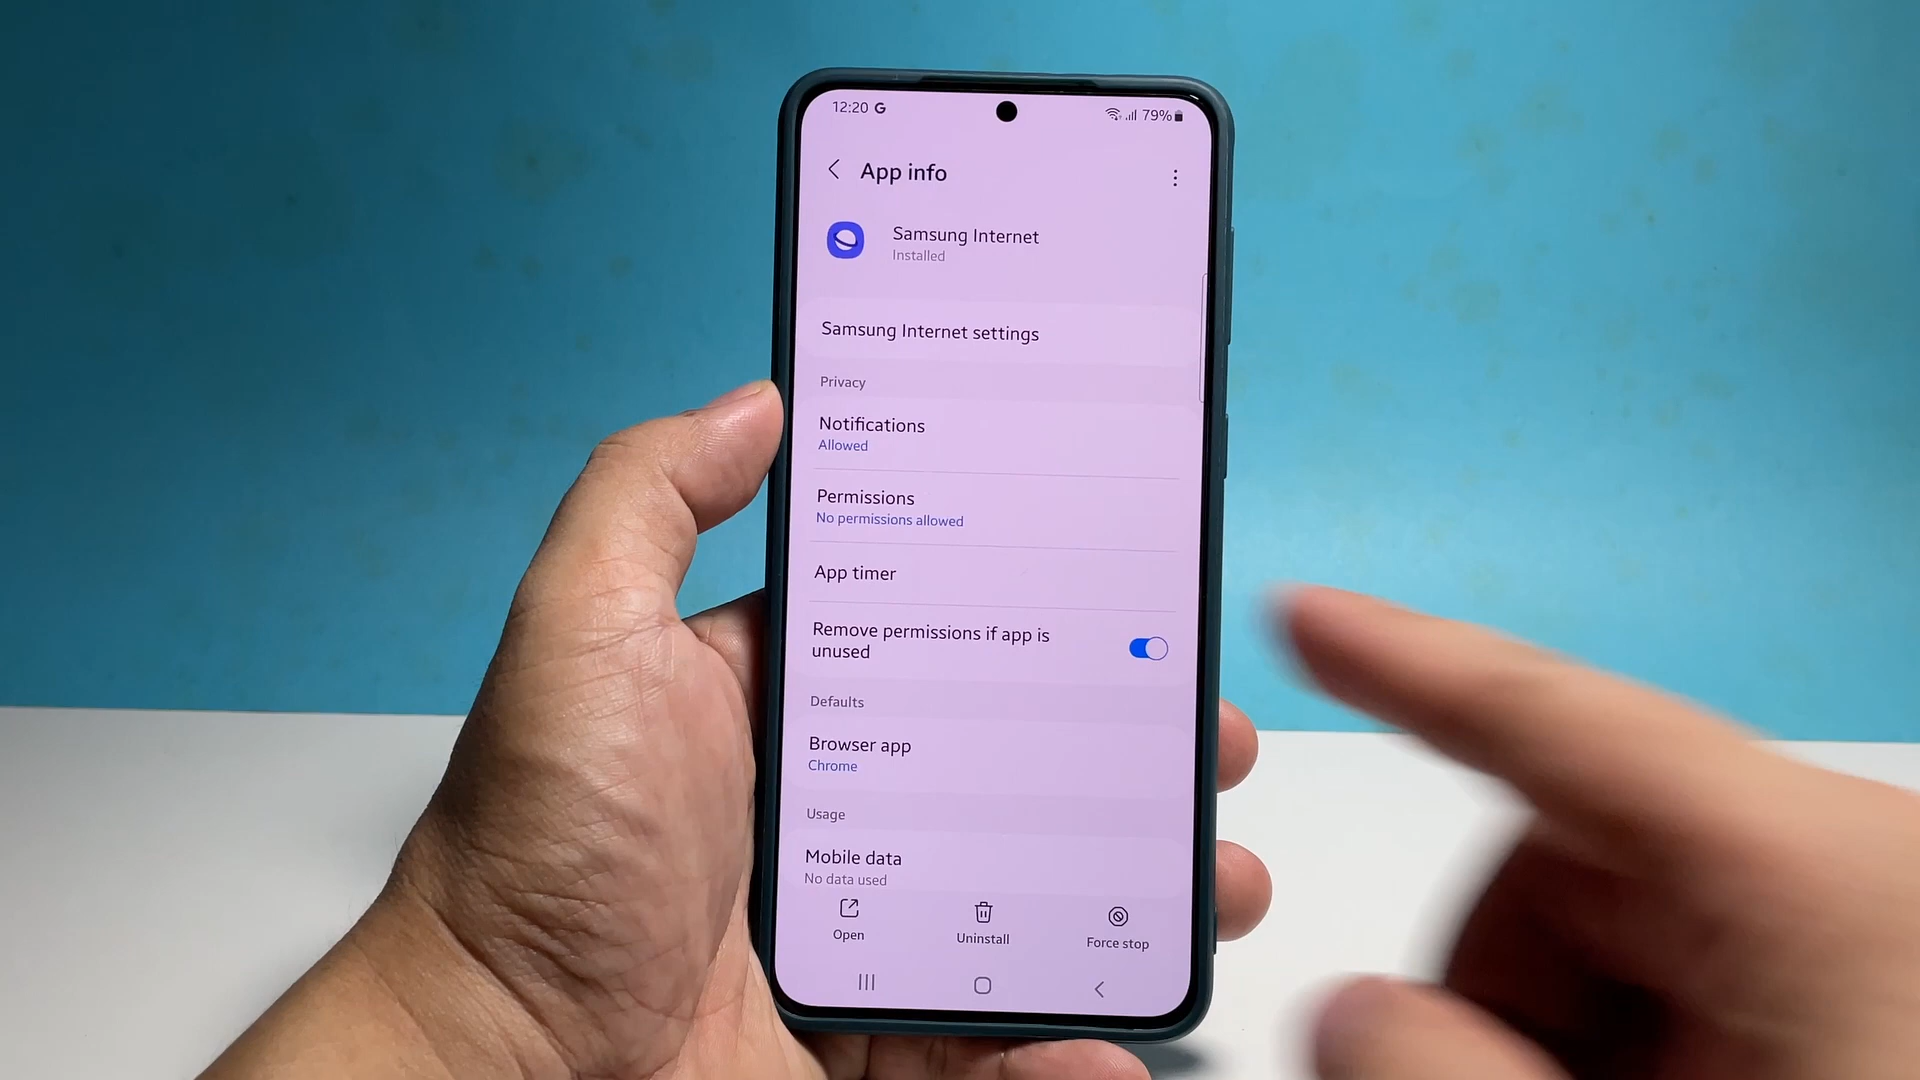 12:20 G
79%
App info
Samsung Internet
Installed
Samsung Internet settings
Privacy
Notifications
Allowed
Permissions
No permissions allowed
App timer
Remove permissions if app is
unused
Defaults
Browser app
Chrome
Usage
Mobile data
No data used
Open
Uninstall
Force stop